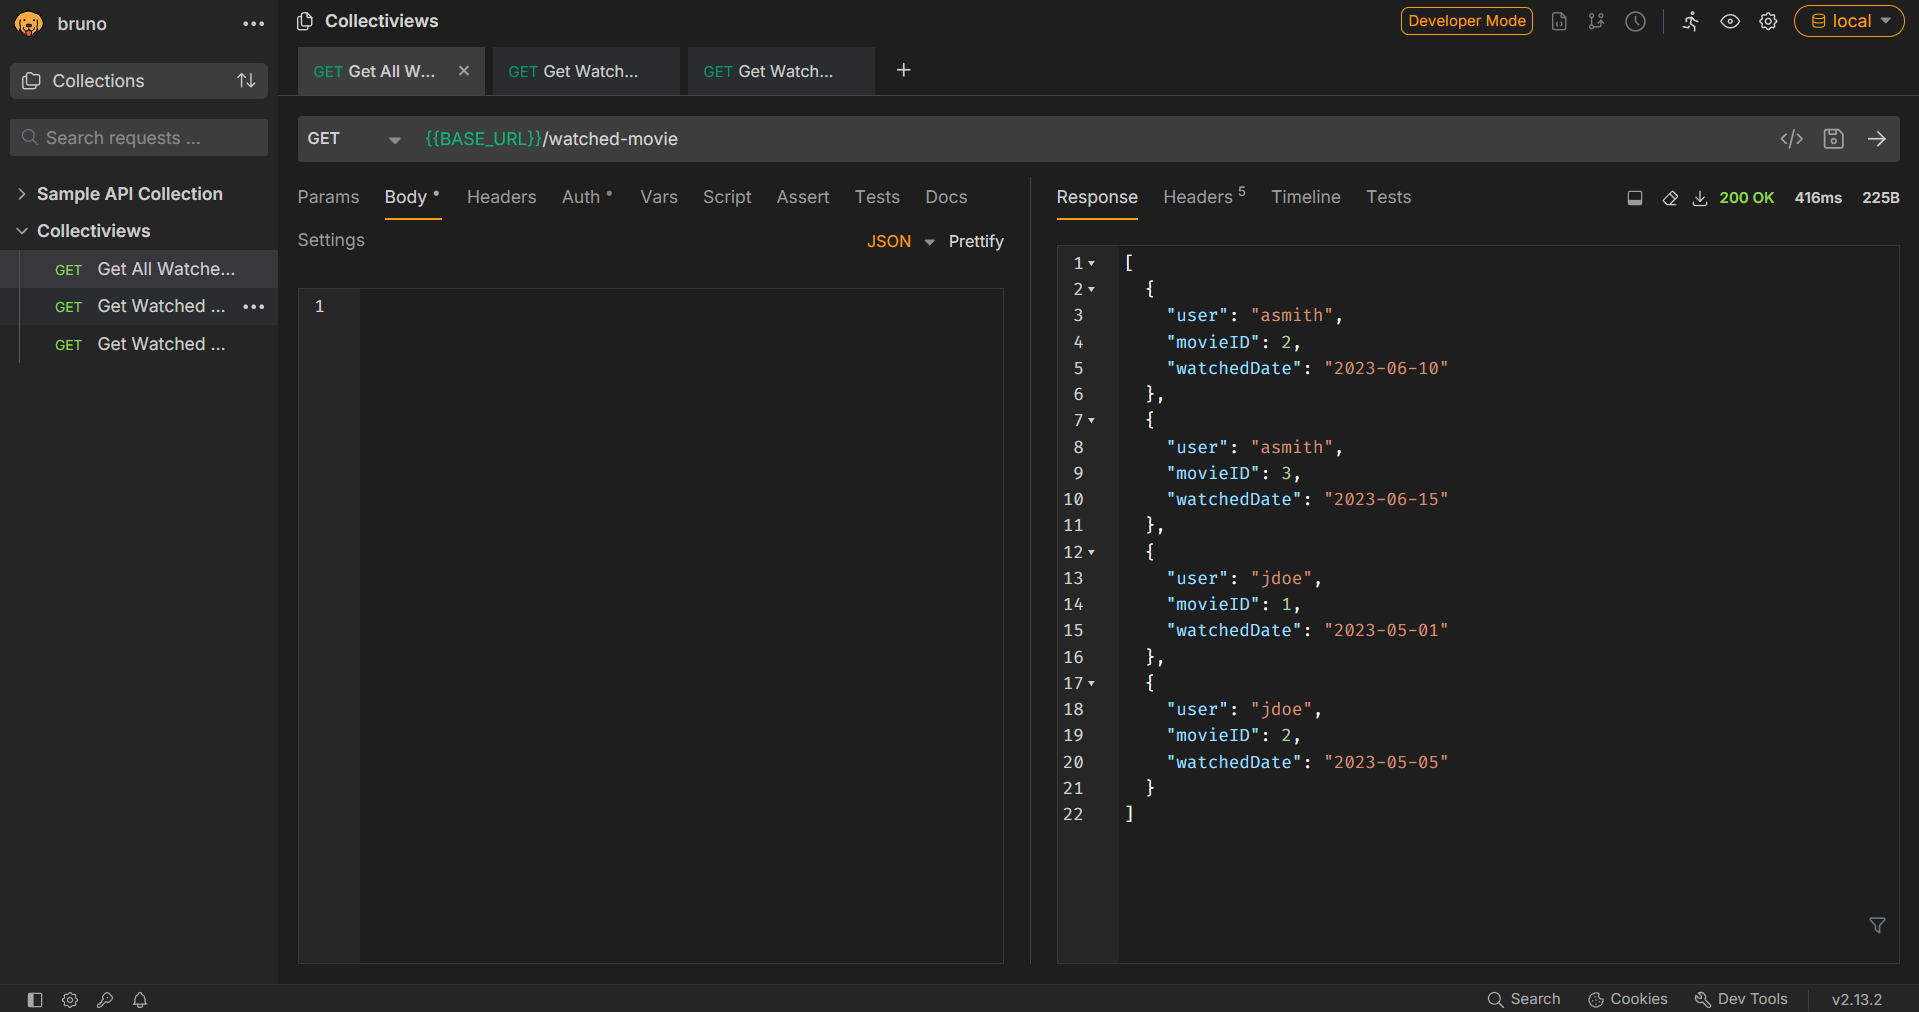 bruno
Collections
Search requests ...
Sample API Collection
Collectiviews
GET Get All Watche...
GET Get Watched ...
GET Get Watched ...
Collectiviews
Developer Mode
local
GET Get All W...
GET Get Watch...
GET Get Watch...
GET
{{BASE_URL}}/watched-movie
Params Body Headers Auth Vars Script Assert Tests Docs
Settings
JSON Prettify
1
Response Headers 5 Timeline Tests
200 OK 416ms 225B
1 [
2 {
3 "user": "asmith",
4 "movieID": 2,
5 "watchedDate": "2023-06-10"
6 },
7 {
8 "user": "asmith",
9 "movieID": 3,
10 "watchedDate": "2023-06-15"
11 },
12 {
13 "user": "jdoe",
14 "movieID": 1,
15 "watchedDate": "2023-05-01"
16 },
17 {
18 "user": "jdoe",
19 "movieID": 2,
20 "watchedDate": "2023-05-05"
21 }
22 ]
Search Cookies Dev Tools v2.13.2